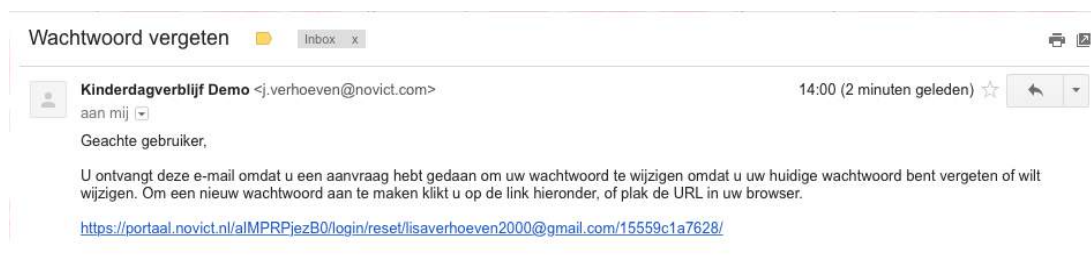 Wachtwoord vergeten Inbox x
Kinderdagverblijf Demo <j.verhoeven@novict.com> 14:00 (2 minuten geleden)
aan mij
Geachte gebruiker,
U ontvangt deze e-mail omdat u een aanvraag hebt gedaan om uw wachtwoord te wijzigen omdat u uw huidige wachtwoord bent vergeten of wilt
wijzigen. Om een nieuw wachtwoord aan te maken klikt u op de link hieronder, of plak de URL in uw browser.
https://portaal.novict.nl/alMPRPjezB0/login/reset/lisaverhoeven2000@gmail.com/15559c1a7628/